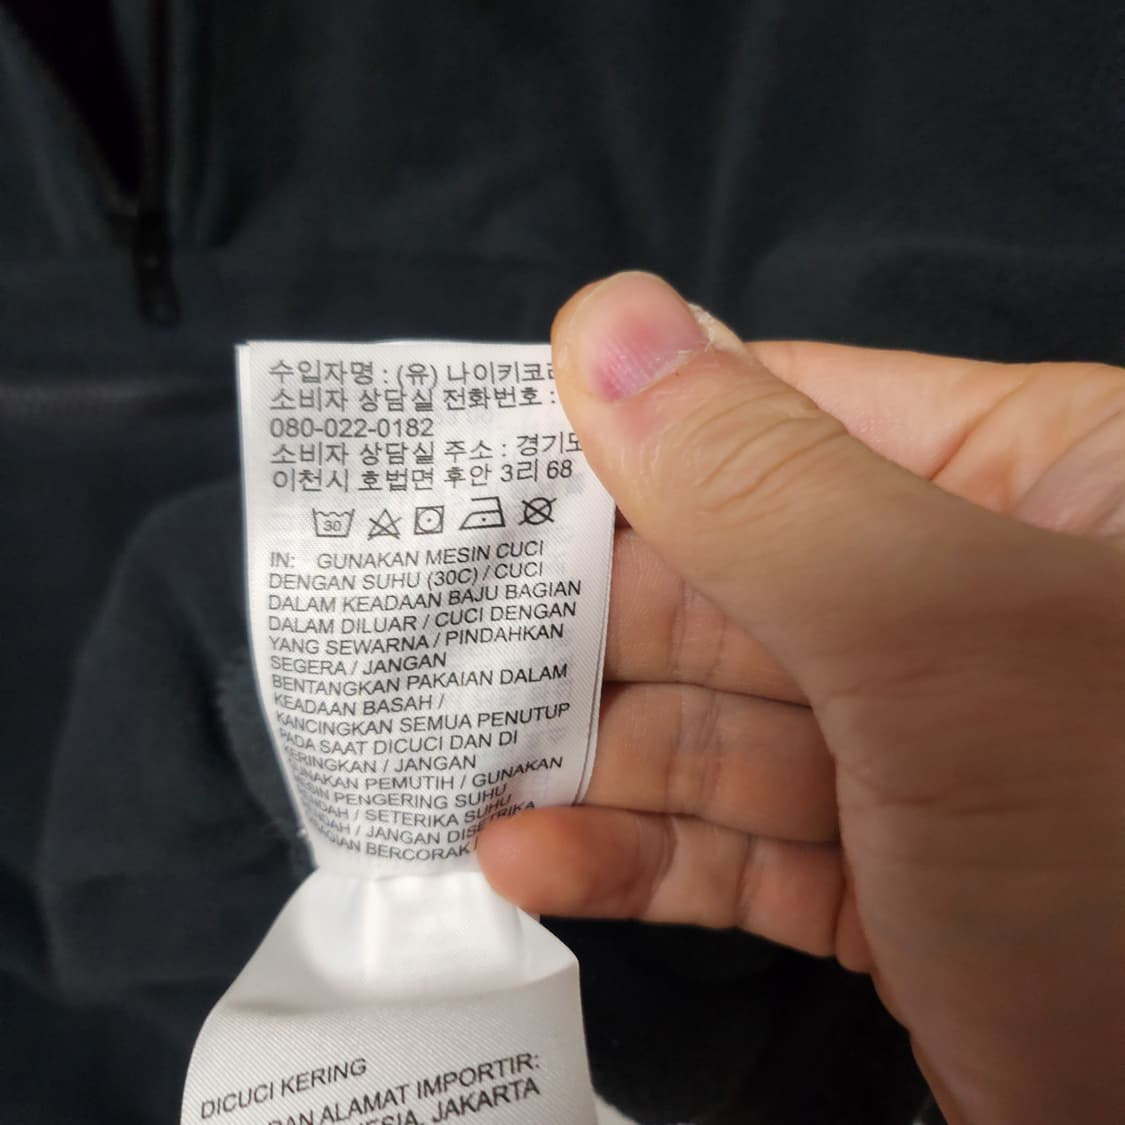 수입자명 : (유) 나이키코
소비자 상담실 전화번호 :
080-022-0182
소비자 상담실 주소 : 경기도
이천시 호법면 후안 3리 68
30
IN: GUNAKAN MESIN CUCI
DENGAN SUHU (30C) / CUCI
DALAM KEADAAN BAJU BAGIAN
DALAM DILUAR / CUCI DENGAN
YANG SEWARNA / PINDAHKAN
SEGERA / JANGAN
BENTANGKAN PAKAIAN DALAM
KEADAAN BASAH /
KANCINGKAN SEMUA PENUTUP
PADA SAAT DICUCI DAN DI
KERINGKAN / JANGAN
GUNAKAN PEMUTIH / GUNAKAN
MESIN PENGERING SUHU
/ SETERIKA SUHU
/ JANGAN DISETRIKA
BERCORAK
DICUCI KERING
DAN ALAMAT IMPORTIR:
JAKARTA